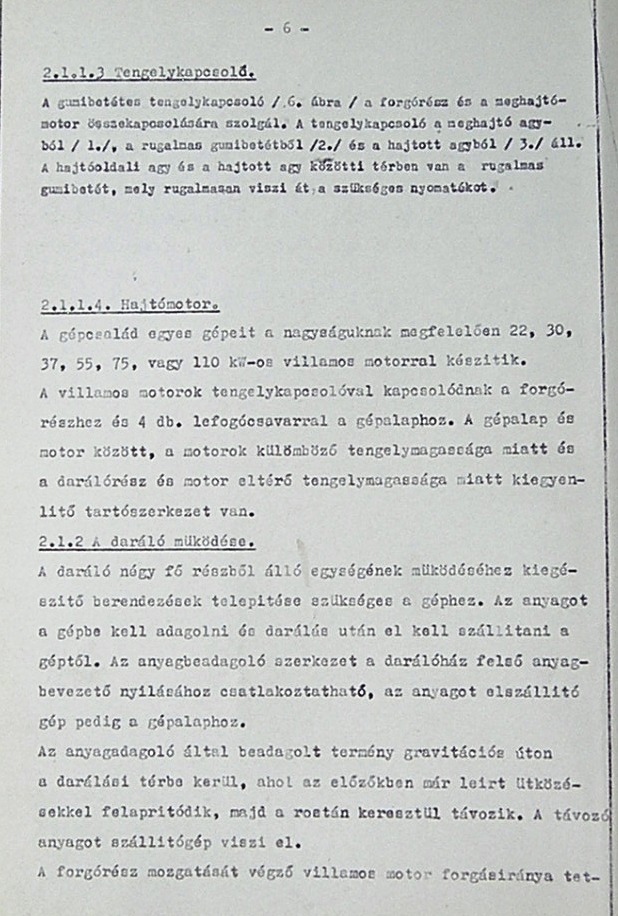 - 6 -
2.1.1.3 Tengelykapcsoló.
A gumibetétes tengelykapcsoló /.6. ábra / a forgórész és a meghajtó-
motor összekapcsolására szolgál. A tengelykapcsoló a meghajtó agy-
ból / 1./, a rugalmas gumibetétből /2./ és a hajtott agyból / 3./ áll.
A hajtóoldali agy és a hajtott agy közötti térben van a rugalmas
gumibetét, mely rugalmasan viszi át a szükséges nyomatékot.
2.1.1.4. Hajtómotor.
A gépcsalád egyes gépeit a nagyságuknak megfelelően 22, 30,
37, 55, 75, vagy 110 kW-os villamos motorral készitik.
A villamos motorok tengelykapcsolóval kapcsolódnak a forgó-
részhez és 4 db. lefogócsavarral a gépalaphoz. A gépalap és
motor között, a motorok külömböző tengelymagassága miatt és
a darálórész és motor eltérő tengelymagassága miatt kiegyen-
litő tartószerkezet van.
2.1.2 A daráló müködése.
A daráló négy fő részből álló egységének müködéséhez kiegé-
szitő berendezések telepitése szükséges a géphez. Az anyagot
a gépbe kell adagolni és darálás után el kell szállitani a
géptől. Az anyagbeadagoló szerkezet a darálóház felső anyag-
bevezető nyilásához csatlakoztatható, az anyagot elszállitó
gép pedig a gépalaphoz.
Az anyagadagoló által beadagolt termény gravitációs úton
a darálási térbe kerül, ahol az előzőkben már leirt ütközé-
sekkel felapritódik, majd a rostán keresztül távozik. A távozó
anyagot szállitógép viszi el.
A forgórész mozgatását végző villamos motor forgásiránya tet-